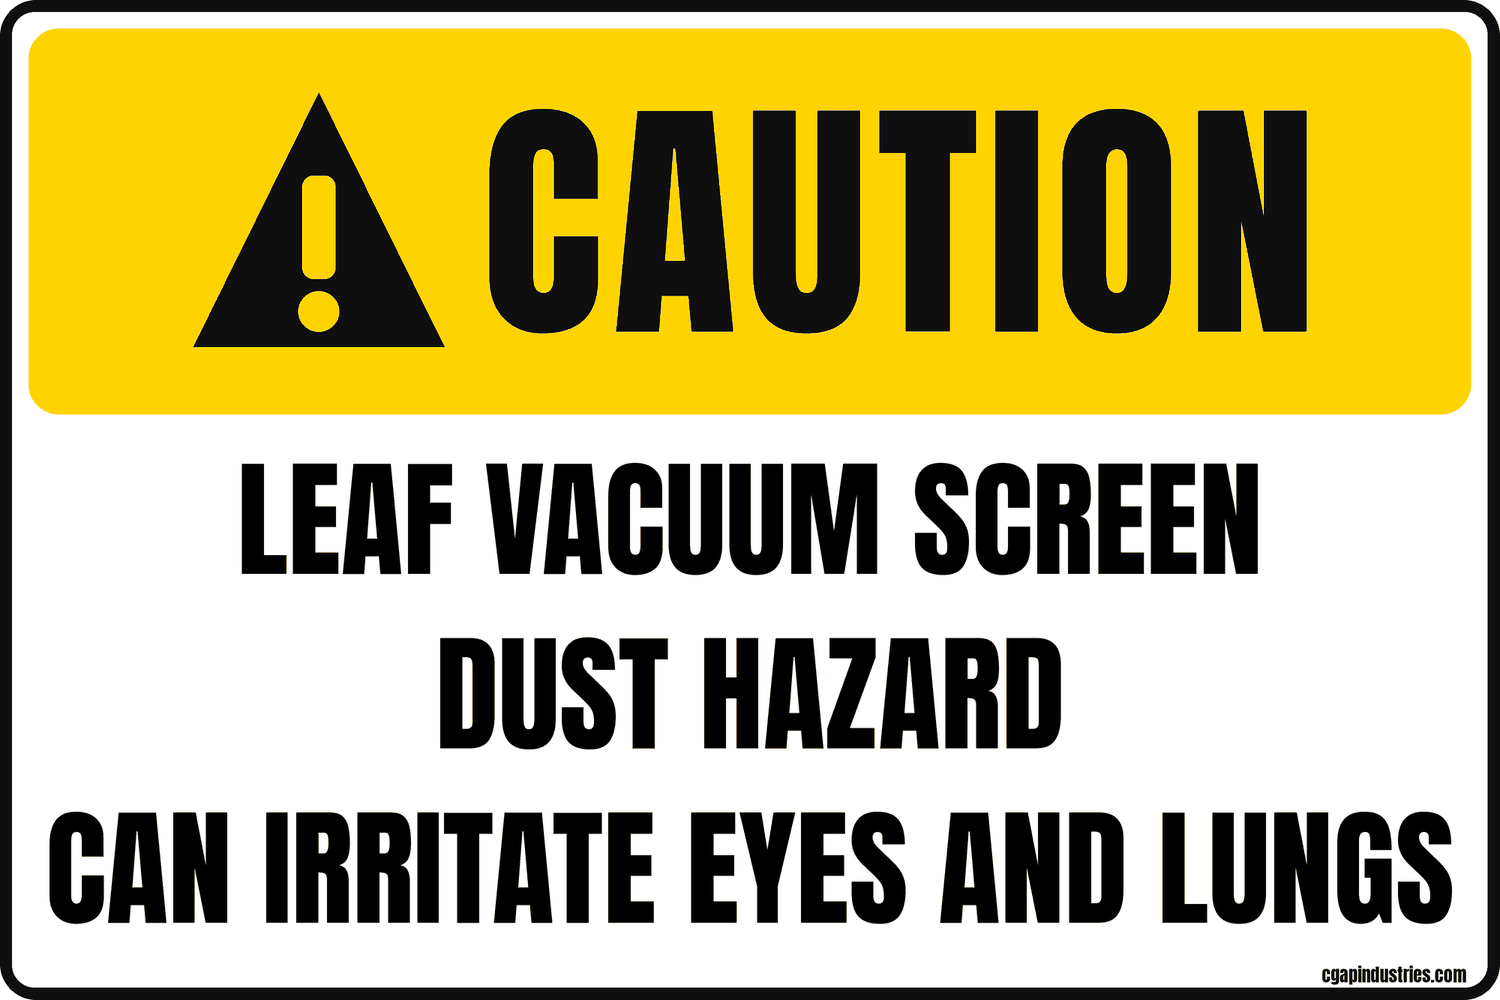 CAUTION
LEAF VACUUM SCREEN
DUST HAZARD
CAN IRRITATE EYES AND LUNGS
cgapindustries.com